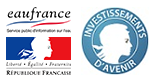 eaufrance
Service public d'information sur l'eau
Liberté • Égalité • Fraternité
RÉPUBLIQUE FRANÇAISE
INVESTISSEMENTS
D'AVENIR